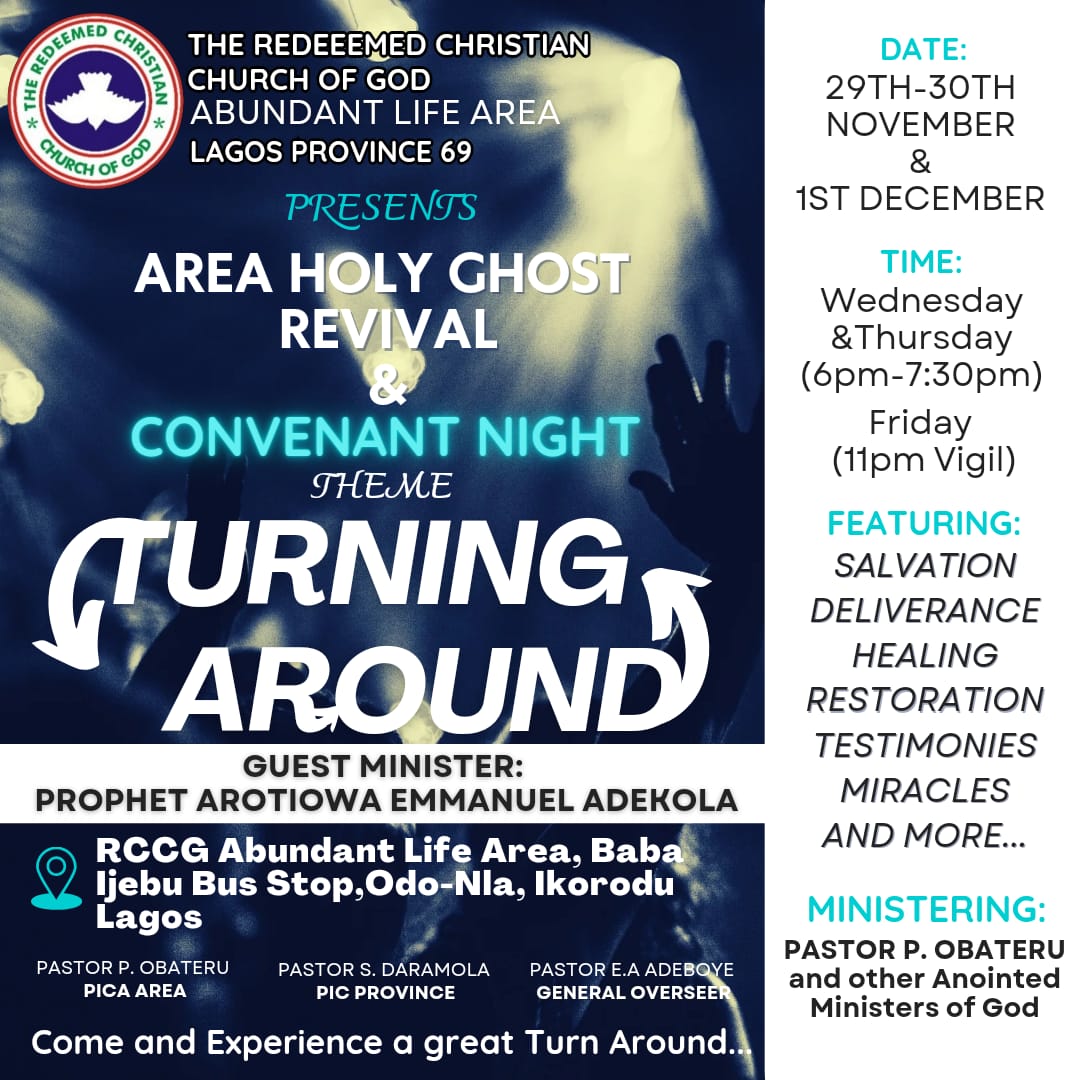 THE REDEEMED CHRISTIAN
CHURCH OF GOD
THE REDEEEMED CHRISTIAN
CHURCH OF GOD
ABUNDANT LIFE AREA
LAGOS PROVINCE 69
PRESENTS
AREA HOLY GHOST
REVIVAL
&
CONVENANT NIGHT
THEME
TURNING
AROUND
GUEST MINISTER:
PROPHET AROTIOWA EMMANUEL ADEKOLA
RCCG Abundant Life Area, Baba
Ijebu Bus Stop,Odo-Nla, Ikorodu
Lagos
PASTOR P. OBATERU
PICA AREA
PASTOR S. DARAMOLA
PIC PROVINCE
PASTOR E.A ADEBOYE
GENERAL OVERSEER
Come and Experience a great Turn Around...
DATE:
29TH-30TH
NOVEMBER
&
1ST DECEMBER
TIME:
Wednesday
&Thursday
(6pm-7:30pm)
Friday
(11pm Vigil)
FEATURING:
SALVATION
DELIVERANCE
HEALING
RESTORATION
TESTIMONIES
MIRACLES
AND MORE...
MINISTERING:
PASTOR P. OBATERU
and other Anointed
Ministers of God